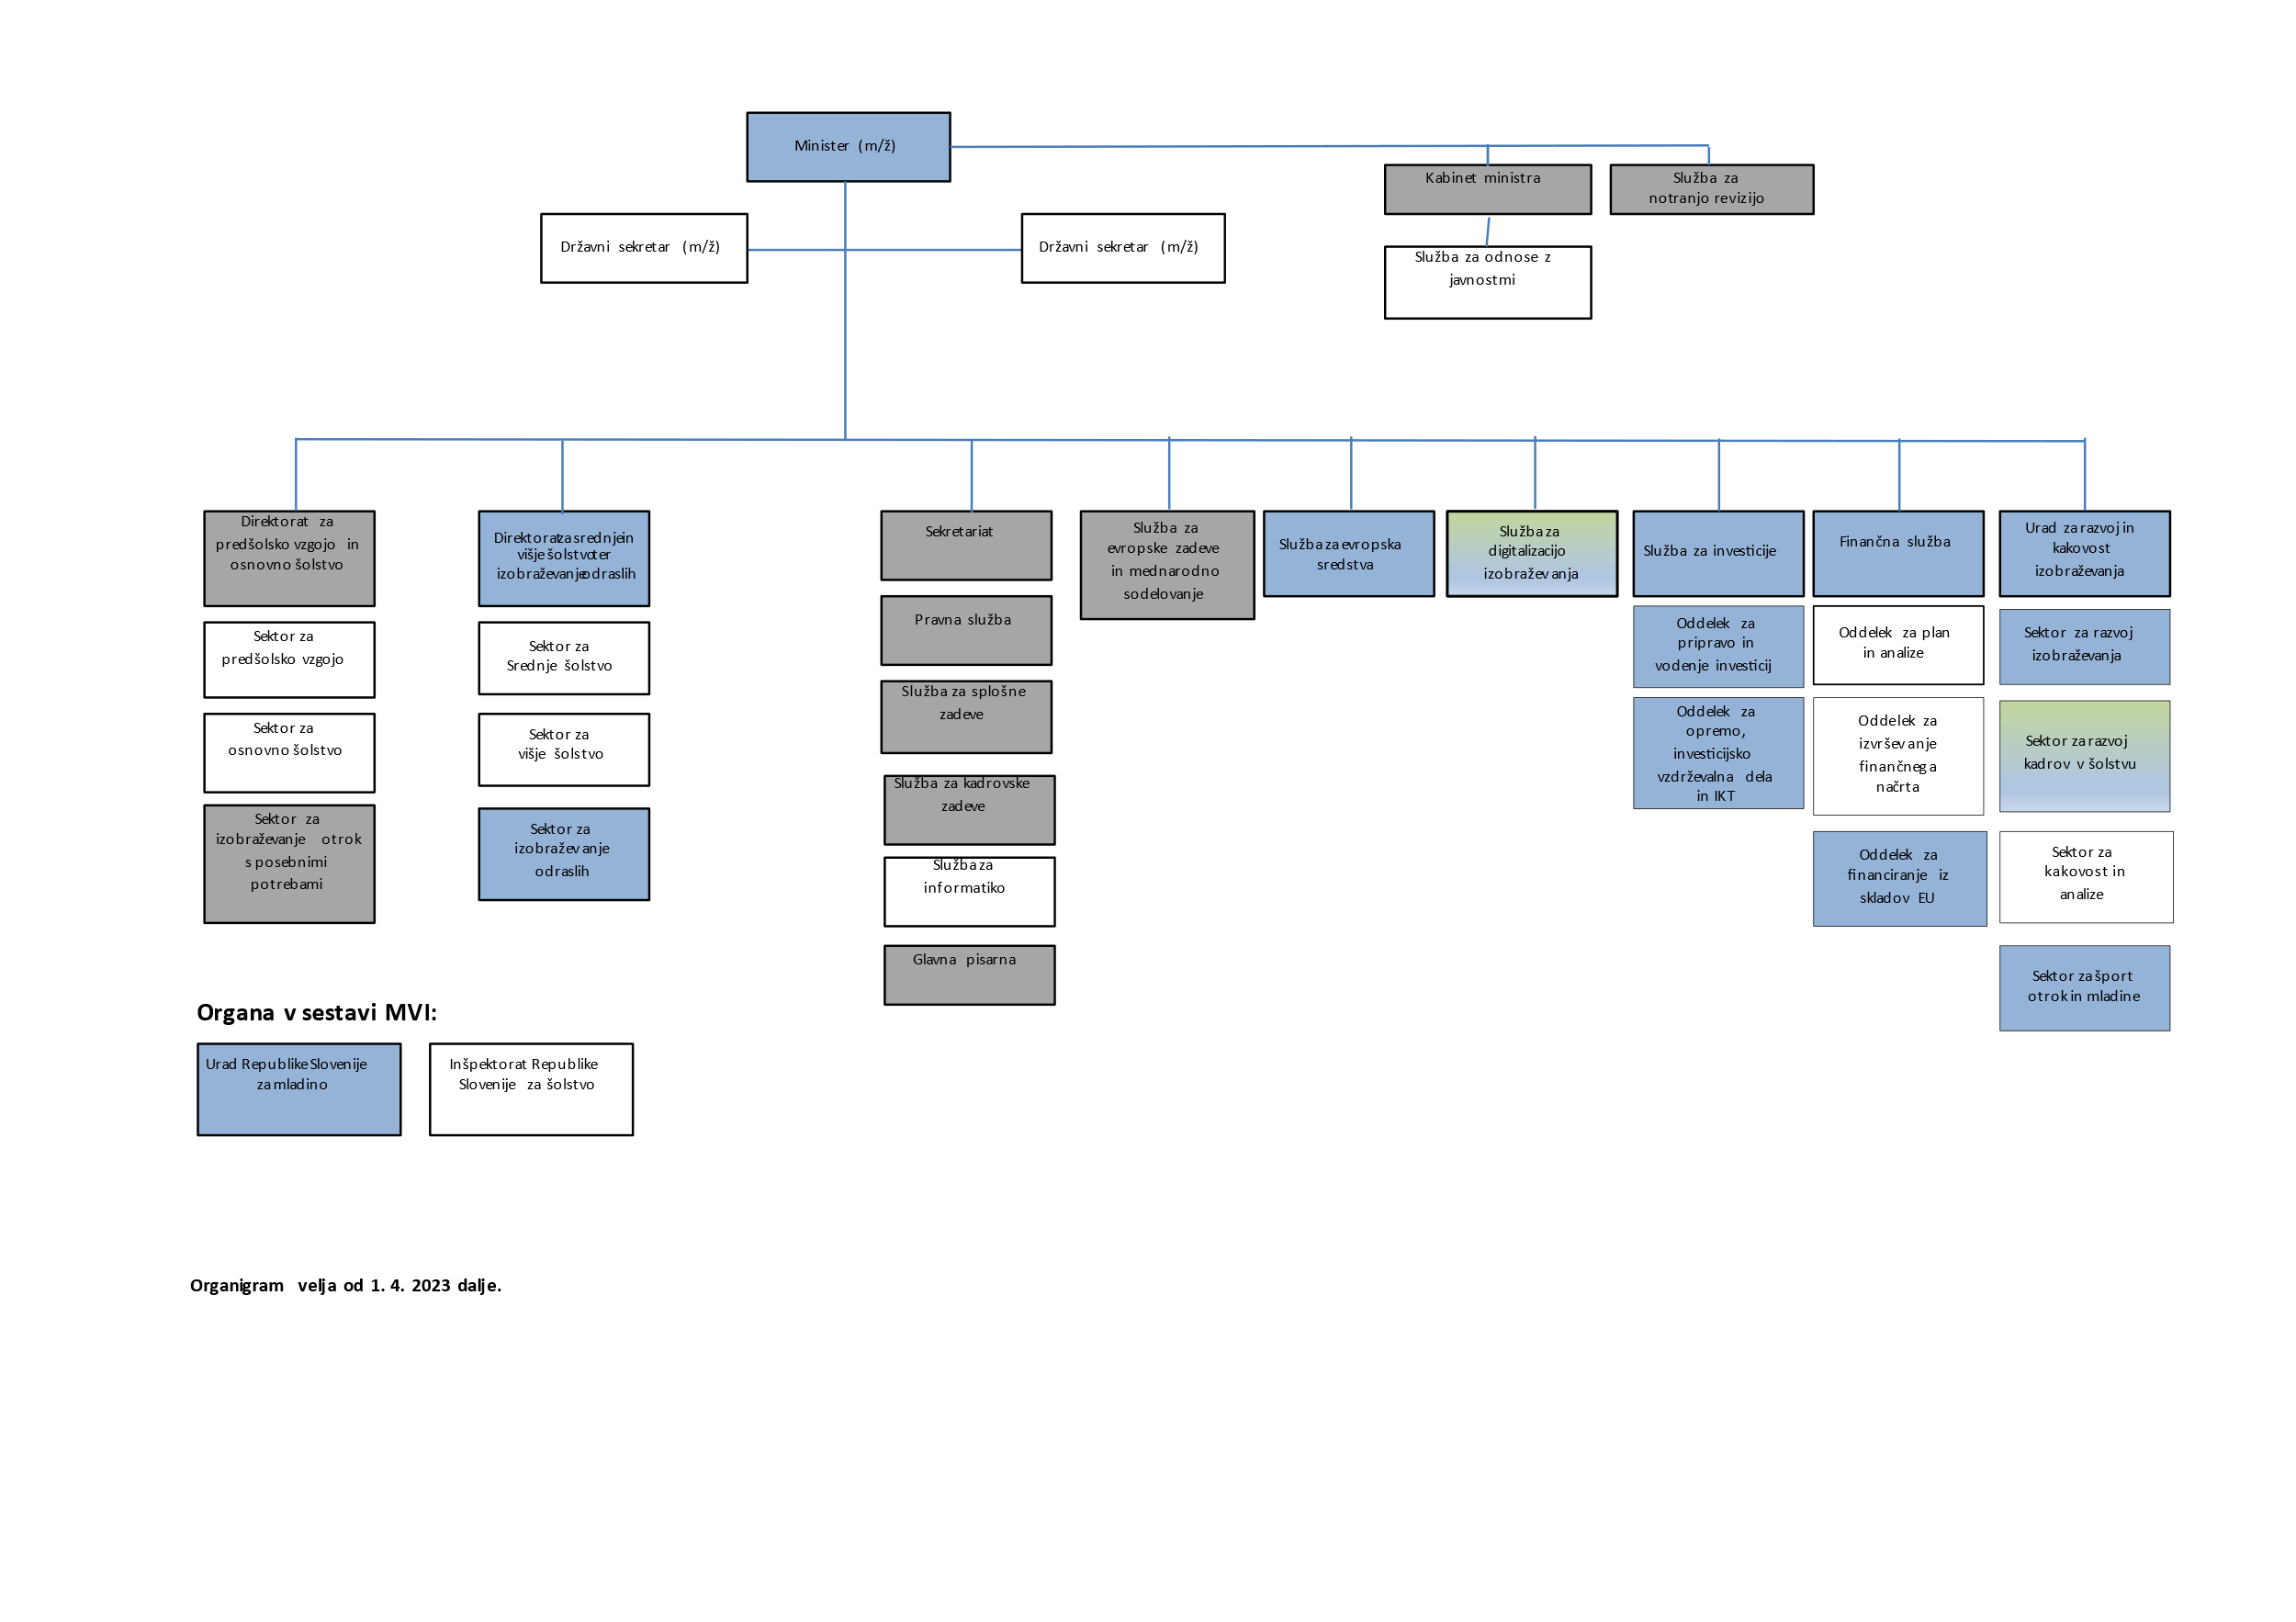 Minister (m/ž)
Kabinet ministra
Služba za
notranjo revizijo
Državni sekretar (m/ž)
Državni sekretar (m/ž)
Služba za odnose z
javnostmi
Direktorat za
predšolsko vzgojo in
osnovno šolstvo
Sektor za
predšolsko vzgojo
Sektor za
osnovno šolstvo
Sektor za
izobraževanje otrok
s posebnimi
potrebami
Direktorat za srednje in
višje šolstvo ter
izobraževanje odraslih
Sektor za
Srednje šolstvo
Sektor za
višje šolstvo
Sektor za
izobraževanje
odraslih
Sekretariat
Pravna služba
Služba za splošne
zadeve
Služba za kadrovske
zadeve
Služba za
informatiko
Glavna pisarna
Služba za
evropske zadeve
in mednarodno
sodelovanje
Služba za evropska
sredstva
Služba za
digitalizacijo
izobraževanja
Služba za investicije
Oddelek za
pripravo in
vodenje investicij
Oddelek za
opremo,
investicijsko
vzdrževalna dela
in IKT
Finančna služba
Oddelek za plan
in analize
Oddelek za
izvrševanje
finančnega
načrta
Oddelek za
financiranje iz
skladov EU
Urad za razvoj in
kakovost
izobraževanja
Sektor za razvoj
izobraževanja
Sektor za razvoj
kadrov v šolstvu
Sektor za
kakovost in
analize
Sektor za šport
otrok in mladine
Organa v sestavi MVI:
Urad Republike Slovenije
za mladino
Inšpektorat Republike
Slovenije za šolstvo
Organigram velja od 1. 4. 2023 dalje.